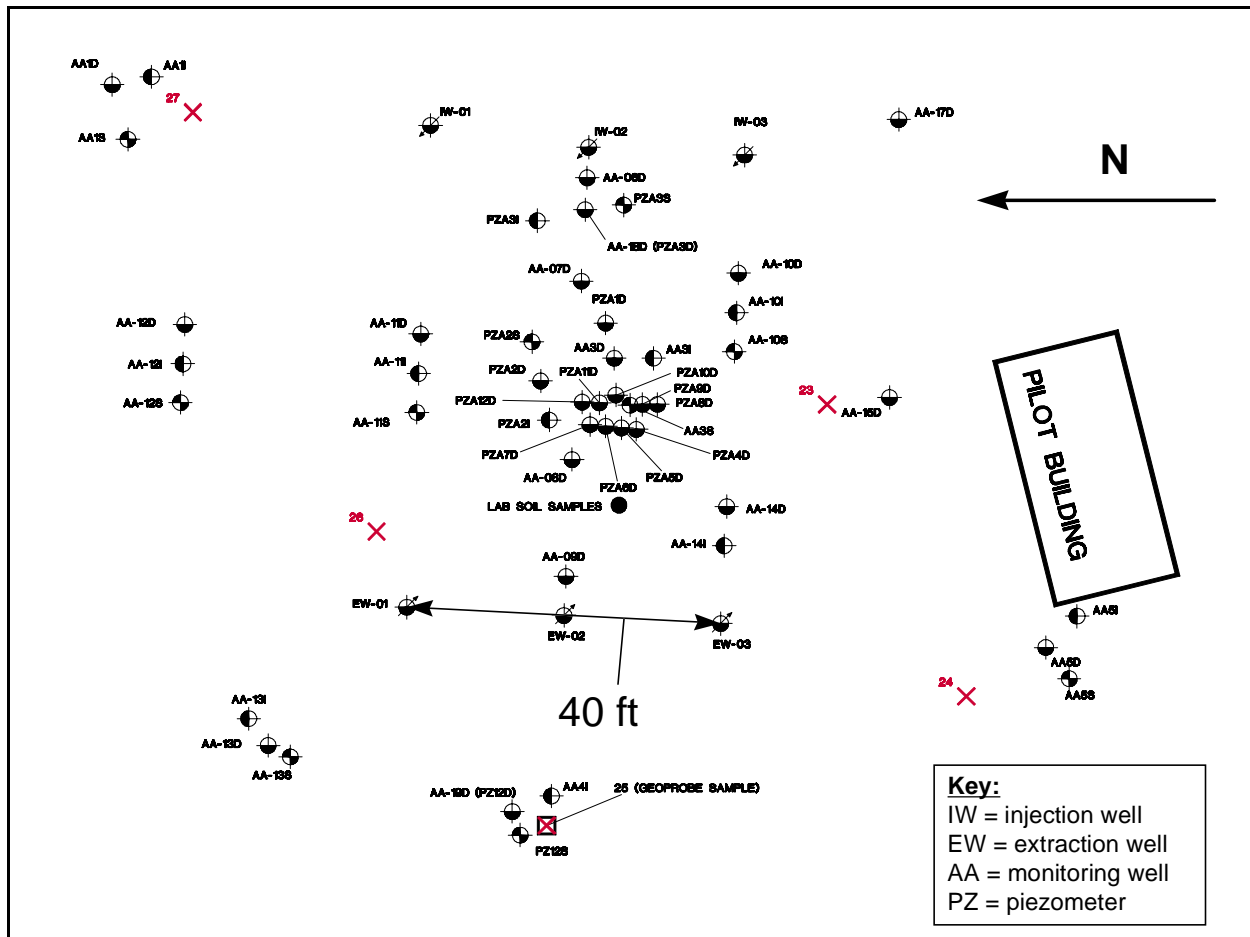 AA1D
AA1I
27
AA1S
IW-01
IW-02
IW-03
AA-17D
N
AA-06D
PZA3S
PZA3I
AA-18D (PZA3D)
AA-07D
AA-10D
PZA1D
AA-10I
AA-12D
AA-11D
PZA2S
AA3D
AA3I
AA-10S
AA-12I
AA-11I
PZA2D
PZA11D
PZA10D
PZA9D
PZA12D
PZA8D
23
AA-15D
AA-12S
AA-11S
PZA2I
AA3S
PZA7D
PZA4D
AA-08D
PZA5D
PZA6D
PILOT BUILDING
LAB SOIL SAMPLES
AA-14D
26
AA-14I
AA-09D
EW-01
EW-02
EW-03
AA5I
AA5D
AA5S
24
40 ft
AA-13I
AA-13D
AA-13S
AA-19D (PZ12D)
AA4I
25 (GEOPROBE SAMPLE)
PZ12S
Key:
IW = injection well
EW = extraction well
AA = monitoring well
PZ = piezometer